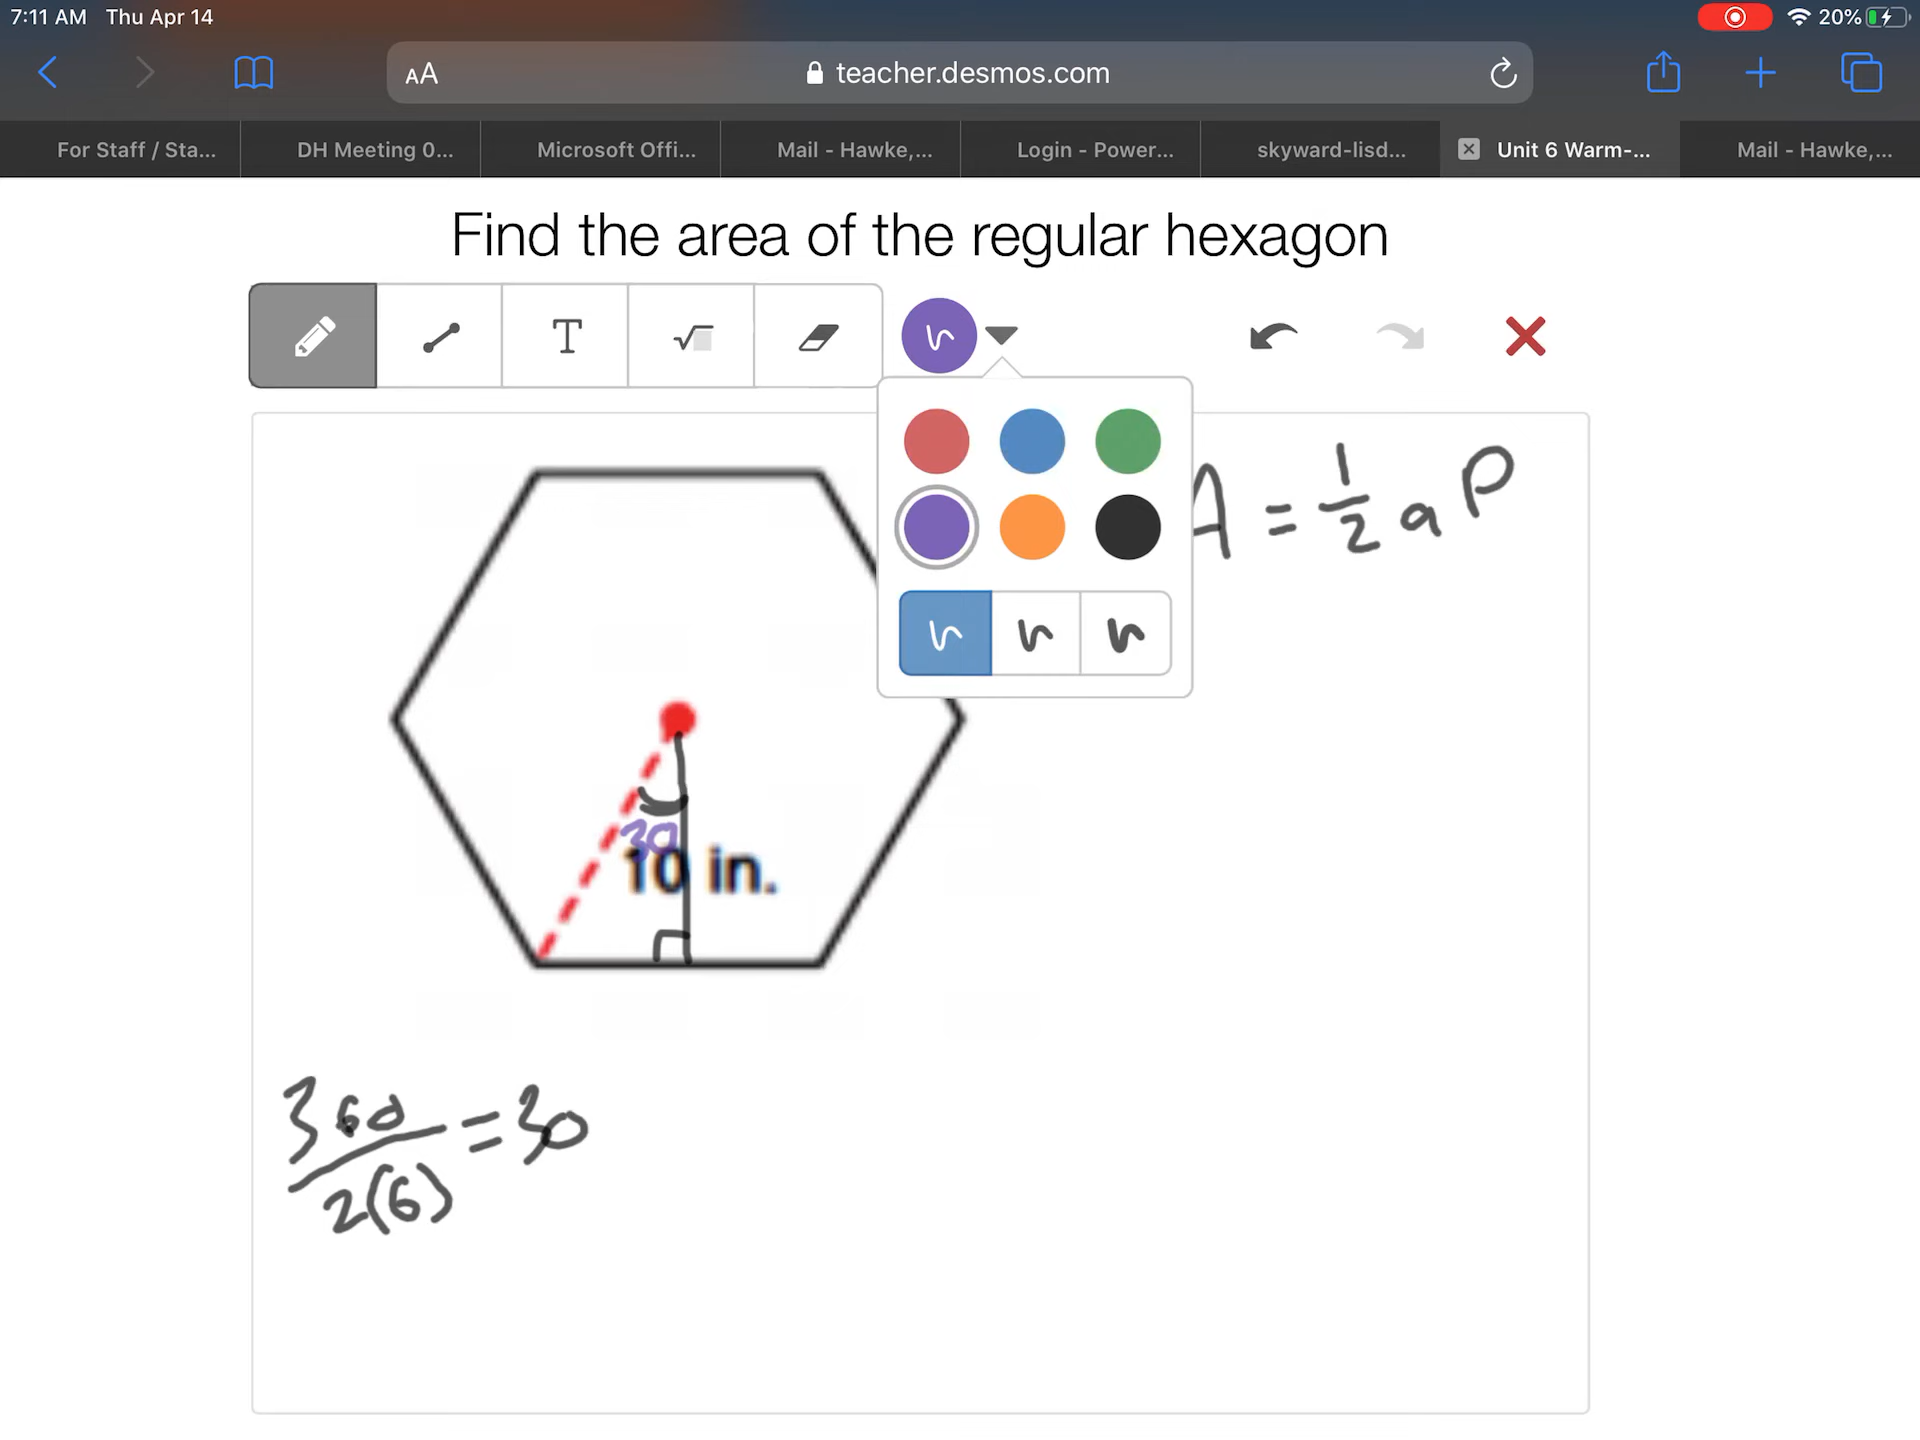 7:11 AM Thu Apr 14
20%
AA
teacher.desmos.com
For Staff / Sta...
DH Meeting 0...
Microsoft Offi...
Mail - Hawke,...
Login - Power...
skyward-lisd...
Unit 6 Warm-...
Mail - Hawke,...
Find the area of the regular hexagon
T
A = 1/2 a P
30
10 in.
360/2(6) = 30